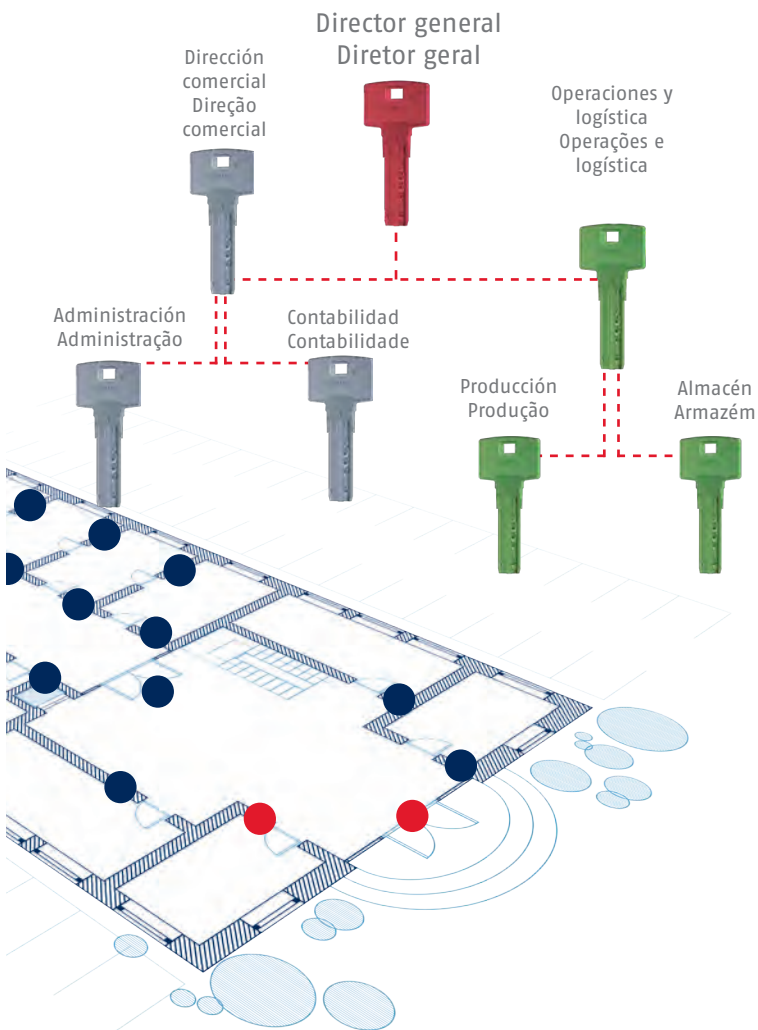 Director general
Diretor geral
Dirección
comercial
Direção
comercial
Operaciones y
logística
Operações e
logística
Administración
Administração
Contabilidad
Contabilidade
Producción
Produção
Almacén
Armazém